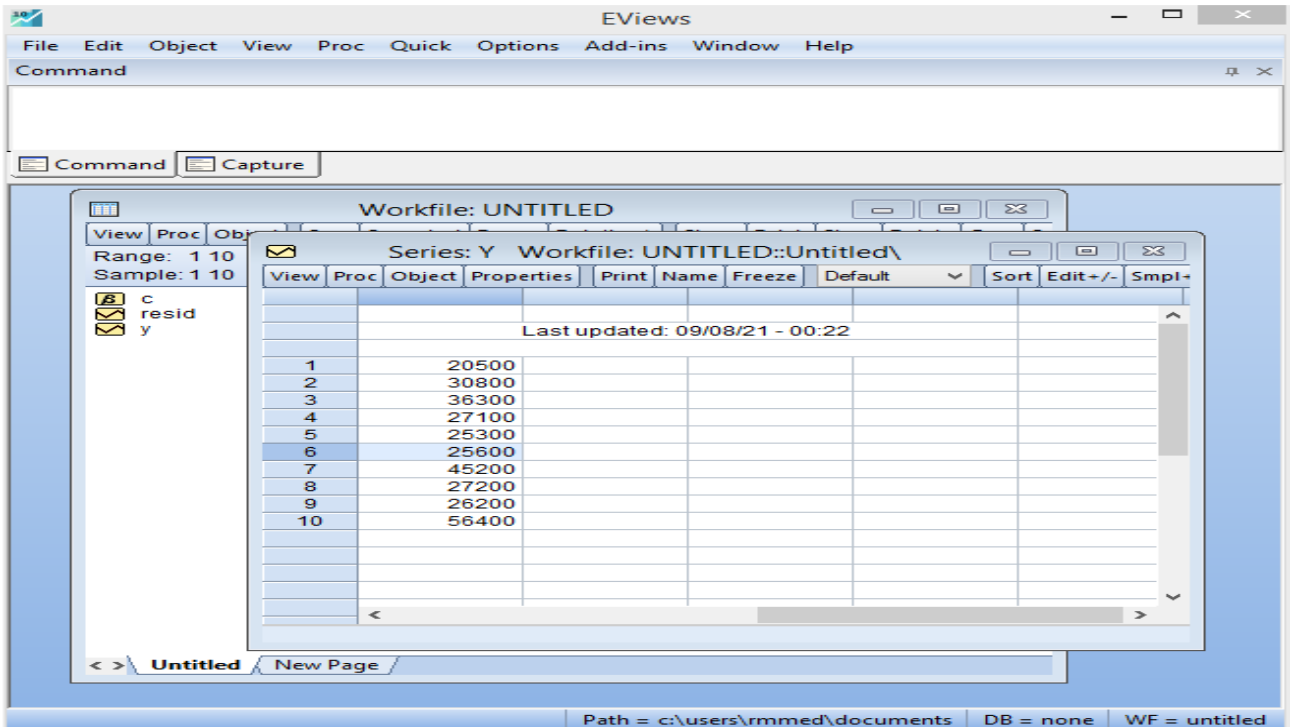 EViews
File Edit Object View Proc Quick Options Add-ins Window Help
Command
Command Capture
Workfile: UNTITLED
View Proc Obj
Range: 1 10
Sample: 1 10
c
resid
y
Series: Y Workfile: UNTITLED::Untitled\
View Proc Object Properties Print Name Freeze Default Sort Edit+/- Smpl+
Last updated: 09/08/21 - 00:22
1 20500
2 30800
3 36300
4 27100
5 25300
6 25600
7 45200
8 27200
9 26200
10 56400
Untitled New Page
Path = c:\users\rmmed\documents DB = none WF = untitled